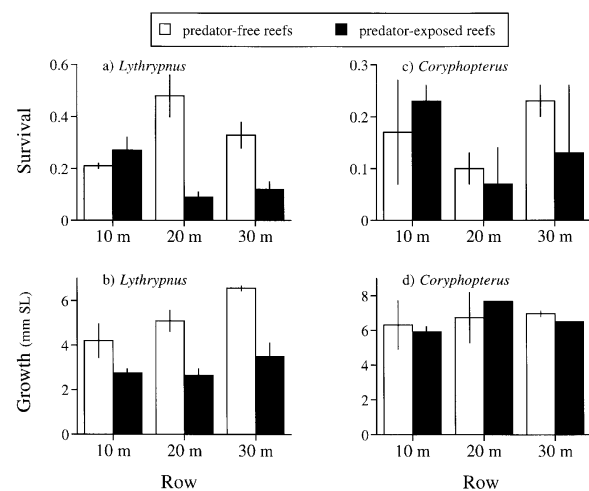 predator-free reefs predator-exposed reefs
a) Lythrypnus
c) Coryphopterus
Survival
0.6
0.4
0.2
0
0.3
0.2
0.1
0
10 m 20 m 30 m
10 m 20 m 30 m
b) Lythrypnus
d) Coryphopterus
Growth (mm SL)
6
4
2
0
8
6
4
2
0
10 m 20 m 30 m
10 m 20 m 30 m
Row
Row